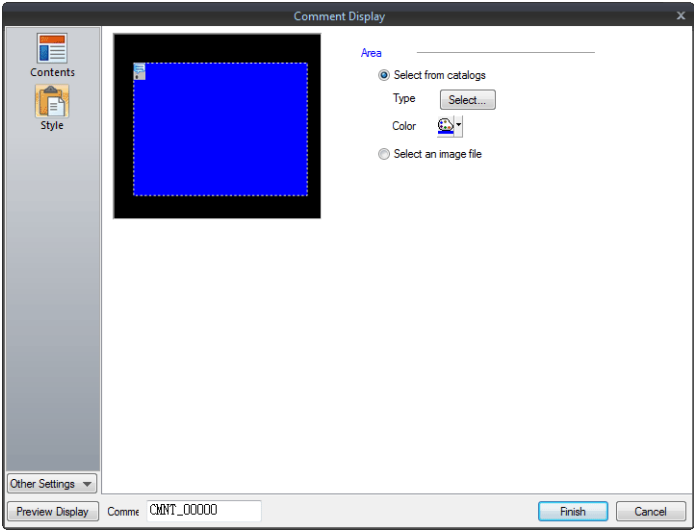 Comment Display
Contents
Style
Area
Select from catalogs
Type
Select...
Color
Select an image file
Other Settings
Preview Display
Comme
CMNT_00000
Finish
Cancel